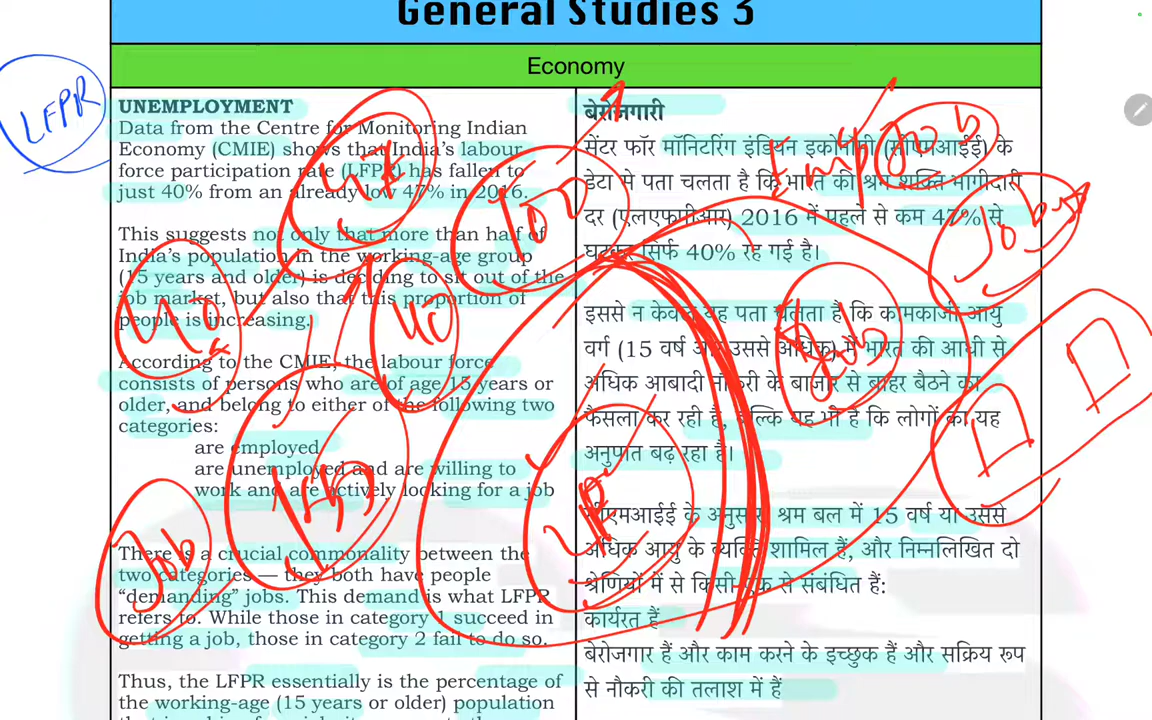 General Studies 3
Economy
LFPR
UNEMPLOYMENT
Data from the Centre for Monitoring Indian
Economy (CMIE) shows that India's labour
force participation rate (LFPR) has fallen to
just 40% from an already low 47% in 2016.
This suggests not only that more than half of
India's population in the working-age group
(15 years and older) is deciding to sit out of the
job market, but also that this proportion of
people is increasing.
According to the CMIE, the labour force
consists of persons who are of age 15 years or
older, and belong to either of the following two
categories:
are employed
are unemployed and are willing to
work and are actively looking for a job
There is a crucial commonality between the
two categories — they both have people
“demanding” jobs. This demand is what LFPR
refers to. While those in category 1 succeed in
getting a job, those in category 2 fail to do so.
Thus, the LFPR essentially is the percentage of
the working-age (15 years or older) population
बेरोज़गारी
सेंटर फॉर मॉनिटरिंग इंडियन इकोनॉमी (सीएमआईई) के
डेटा से पता चलता है कि भारत की श्रम शक्ति भागीदारी
दर (एलएफपीआर) 2016 में पहले से कम 47% से
घटकर सिर्फ 40% रह गई है।
इससे न केवल यह पता चलता है कि कामकाजी आयु
वर्ग (15 वर्ष और उससे अधिक) में भारत की आधी से
अधिक आबादी नौकरी के बाजार से बाहर बैठने का
फैसला कर रही है, बल्कि यह भी है कि लोगों का यह
अनुपात बढ़ रहा है।
सीएमआईई के अनुसार, श्रम बल में 15 वर्ष या उससे
अधिक आयु के व्यक्ति शामिल हैं, और निम्नलिखित दो
श्रेणियों में से किसी एक से संबंधित हैं:
कार्यरत हैं
बेरोजगार हैं और काम करने के इच्छुक हैं और सक्रिय रूप
से नौकरी की तलाश में हैं
100
40
Job
Job